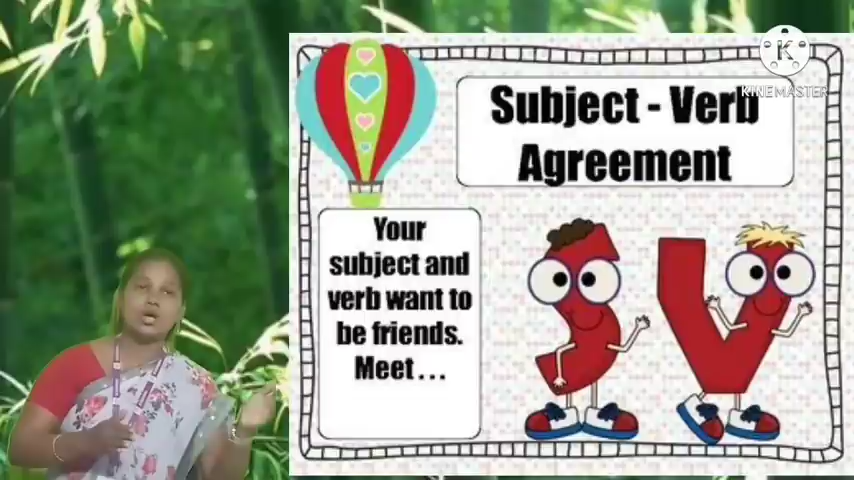 K
KINEMASTER
Subject - Verb
Agreement
Your
subject and
verb want to
be friends.
Meet . . .
S V